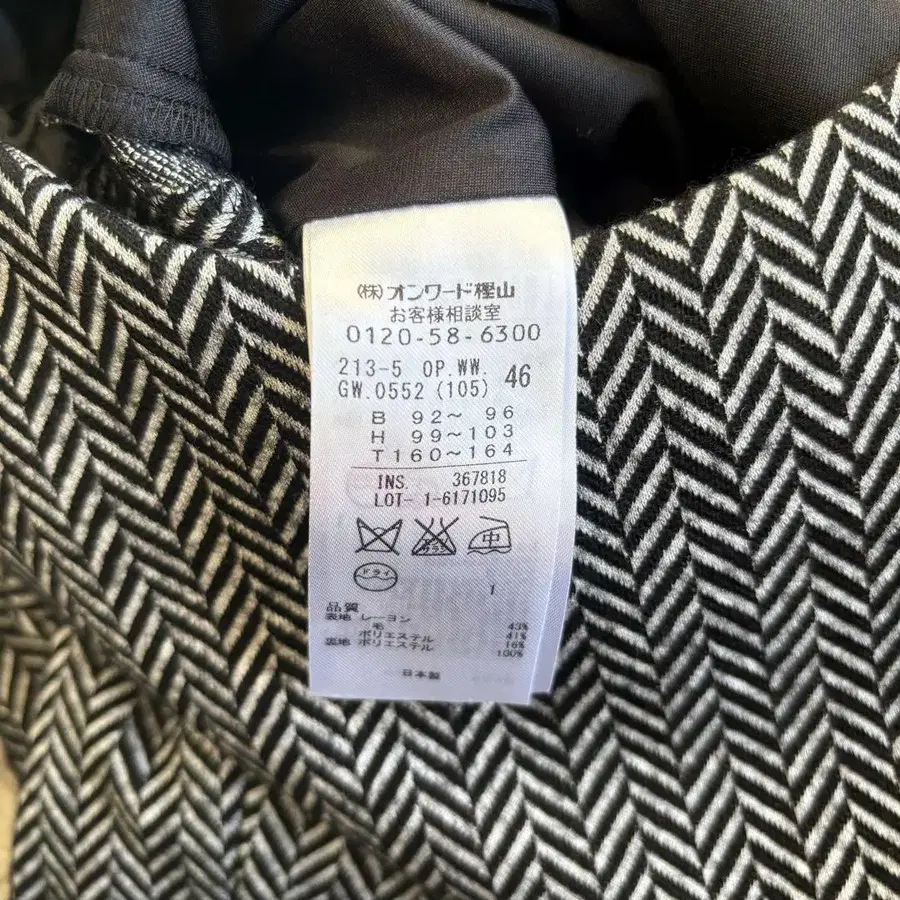 (株)オンワード樫山
お客様相談室
0120-58-6300
213-5 OP.WW. 46
GW.0552 (105)
B 92〜 96
H 99〜103
T 160〜164
INS. 367818
LOT- 1-6171095
中
ドライ
1
品質
表地 レーヨン 43%
毛 41%
ポリエステル 16%
裏地 ポリエステル 100%
日本製